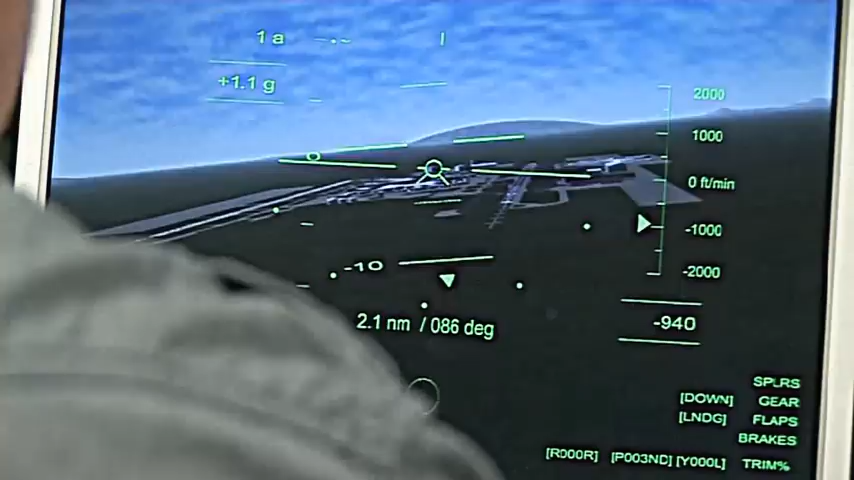 1 a
+1.1 g
2000
1000
0 ft/min
-1000
-2000
-10
2.1 nm / 086 deg
-940
SPLRS
[DOWN] GEAR
[LNDG] FLAPS
BRAKES
[R000R] [P003ND] [Y000L] TRIM%